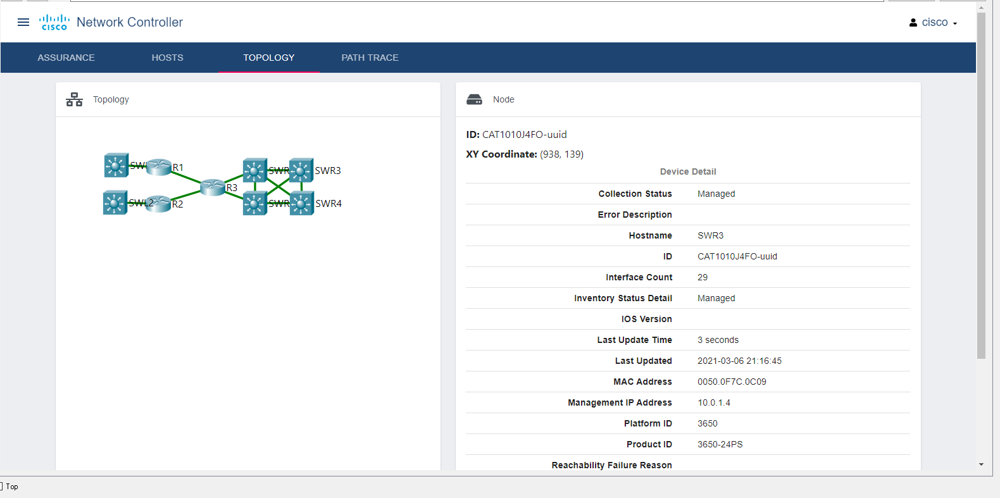 cisco Network Controller
cisco
ASSURANCE HOSTS TOPOLOGY PATH TRACE
Topology
SWL R1
SWL2 R2
R3
SWR SWR3
SWR SWR4
Node
ID: CAT1010J4FO-uuid
XY Coordinate: (938, 139)
Device Detail
Collection Status Managed
Error Description
Hostname SWR3
ID CAT1010J4FO-uuid
Interface Count 29
Inventory Status Detail Managed
IOS Version
Last Update Time 3 seconds
Last Updated 2021-03-06 21:16:45
MAC Address 0050.0F7C.0C09
Management IP Address 10.0.1.4
Platform ID 3650
Product ID 3650-24PS
Reachability Failure Reason
Top